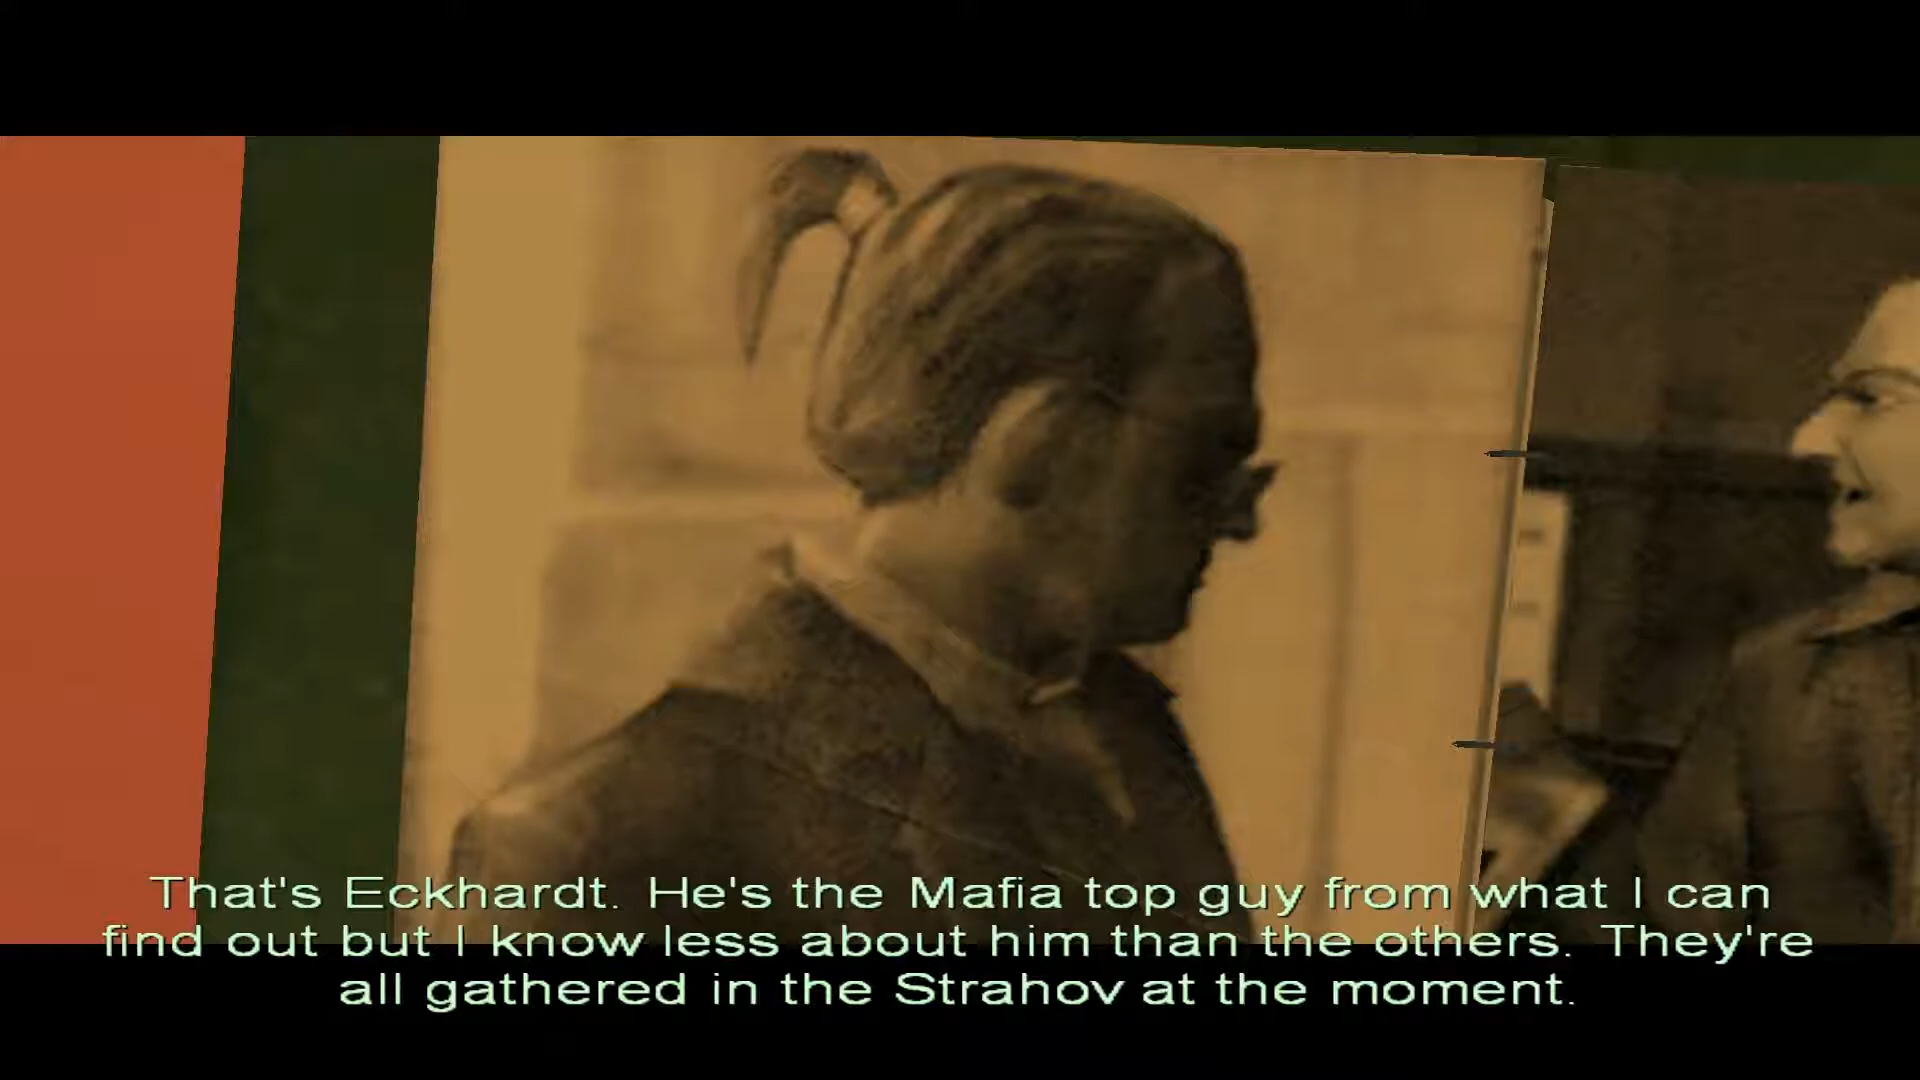 That's Eckhardt. He's the Mafia top guy from what I can
find out but I know less about him than the others. They're
all gathered in the Strahov at the moment.